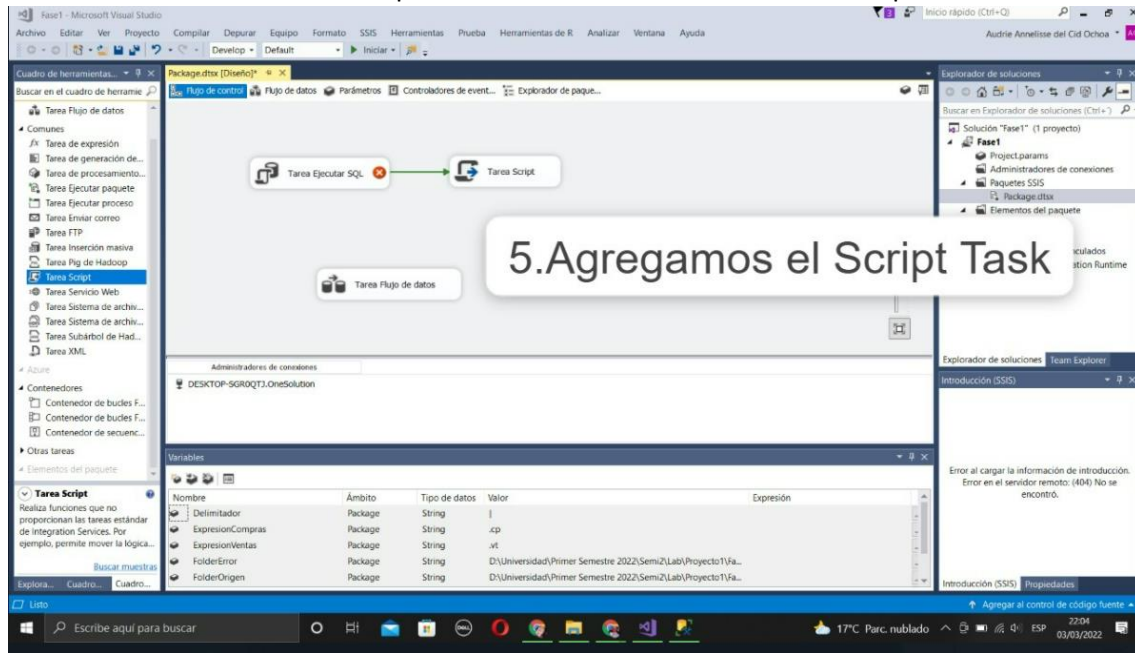 Fase1 - Microsoft Visual Studio
Inicio rápido (Ctrl+Q)
Archivo Editar Ver Proyecto Compilar Depurar Equipo Formato SSIS Herramientas Prueba Herramientas de R Analizar Ventana Ayuda
Audrie Annelisse del Cid Ochoa
Develop Default Iniciar
Cuadro de herramientas...
Buscar en el cuadro de herramie
Tarea Flujo de datos
Comunes
Tarea de expresión
Tarea de generación de...
Tarea de procesamiento...
Tarea Ejecutar paquete
Tarea Ejecutar proceso
Tarea Enviar correo
Tarea FTP
Tarea Inserción masiva
Tarea Pig de Hadoop
Tarea Script
Tarea Servicio Web
Tarea Sistema de archiv...
Tarea Sistema de archiv...
Tarea Subárbol de Had...
Tarea XML
Azure
Contenedores
Contenedor de bucles F...
Contenedor de bucles F...
Contenedor de secuenc...
Otras tareas
Elementos del paquete
Tarea Script
Realiza funciones que no
proporcionan las tareas estándar
de Integration Services. Por
ejemplo, permite mover la lógica...
Buscar muestras
Explora... Cuadro... Cuadro...
Package.dtsx [Diseño]*
Flujo de control Flujo de datos Parámetros Controladores de event... Explorador de paque...
Tarea Ejecutar SQL
Tarea Script
Tarea Flujo de datos
5.Agregamos el Script Task
Administradores de conexiones
DESKTOP-SGR0QTJ.OneSolution
Variables
Nombre Ámbito Tipo de datos Valor Expresión
Delimitador Package String |
ExpresionCompras Package String .cp
ExpresionVentas Package String .vt
FolderError Package String D:\Universidad\Primer Semestre 2022\Semi2\Lab\Proyecto1\Fa...
FolderOrigen Package String D:\Universidad\Primer Semestre 2022\Semi2\Lab\Proyecto1\Fa...
Explorador de soluciones
Buscar en Explorador de soluciones (Ctrl+')
Solución "Fase1" (1 proyecto)
Fase1
Project.params
Administradores de conexiones
Paquetes SSIS
Package.dtsx
Elementos del paquete
Explorador de soluciones Team Explorer
Introducción (SSIS)
Error al cargar la información de introducción.
Error en el servidor remoto: (404) No se
encontró.
Introducción (SSIS) Propiedades
Listo
Agregar al control de código fuente
Escribe aquí para buscar
DELL
17°C Parc. nublado
ESP
22:04
03/03/2022